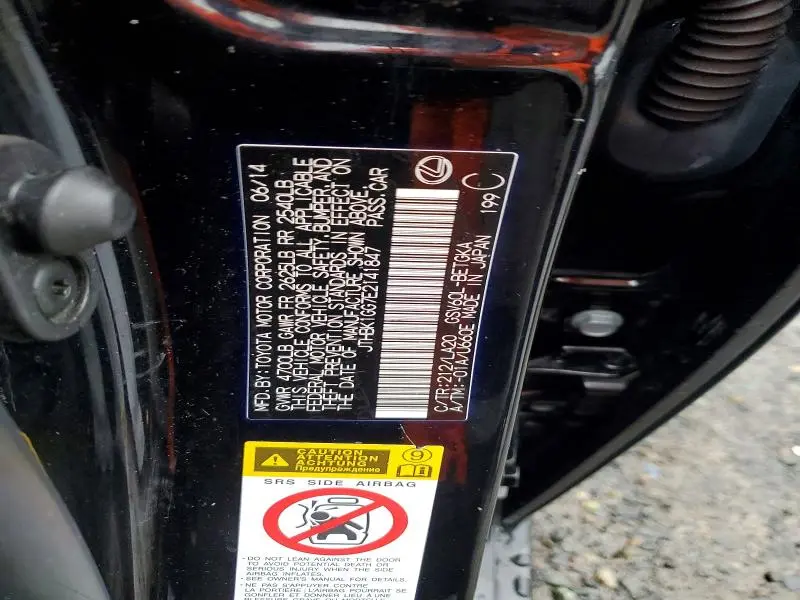 MFD.BY:TOYOTA MOTOR CORPORATION 06/14
GVWR 4700LB GAWR FR 2625LB RR 2540LB
THIS VEHICLE CONFORMS TO ALL APPLICABLE
FEDERAL MOTOR VEHICLE SAFETY,BUMPER, AND
THEFT PREVENTION STANDARDS IN EFFECT ON
THE DATE OF MANUFACTURE SHOWN ABOVE.
JTHBK1GG7E2141847 PASS.CAR
C/TR:212/LA20 GSV60L-BETGKA
A/TM:-01A/U660E MADE IN JAPAN 199 C
CAUTION
ATTENTION
ACHTUNG
Предупреждение
9
SRS SIDE AIRBAG
- DO NOT LEAN AGAINST THE DOOR
TO AVOID POTENTIAL DEATH OR
SERIOUS INJURY WHEN THE SIDE
AIRBAG INFLATES.
- SEE OWNER'S MANUAL FOR DETAILS.
- NE PAS S'APPUYER CONTRE
LA PORTIERE : L'AIRBAG POURRAIT SE
GONFLER ET DONNER LIEU A UNE